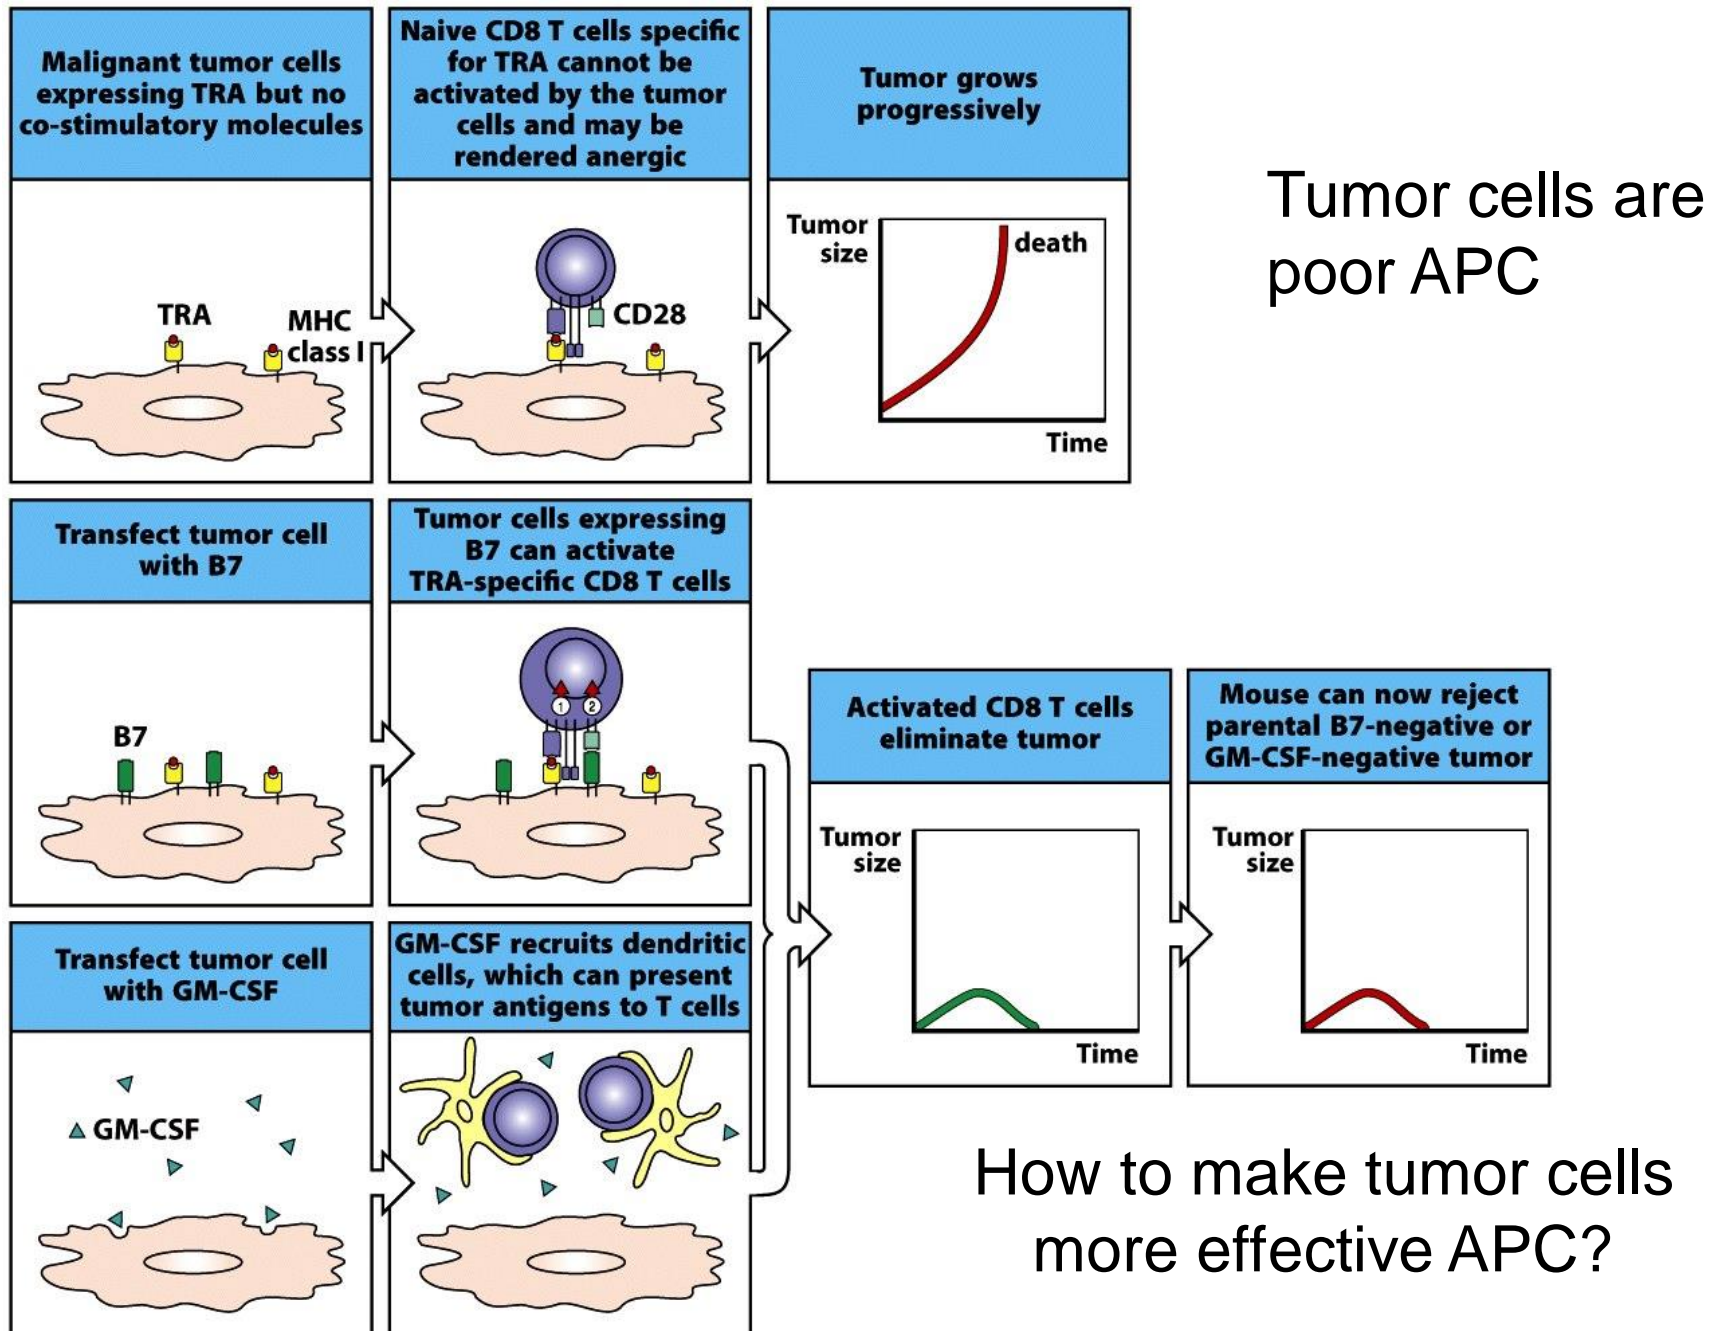 Malignant tumor cells
expressing TRA but no
co-stimulatory molecules
TRA
MHC
class I
Naive CD8 T cells specific
for TRA cannot be
activated by the tumor
cells and may be
rendered anergic
CD28
Tumor grows
progressively
Tumor
size
death
Time
Tumor cells are
poor APC
Transfect tumor cell
with B7
B7
Tumor cells expressing
B7 can activate
TRA-specific CD8 T cells
1 2
Transfect tumor cell
with GM-CSF
GM-CSF
GM-CSF recruits dendritic
cells, which can present
tumor antigens to T cells
Activated CD8 T cells
eliminate tumor
Tumor
size
Time
Mouse can now reject
parental B7-negative or
GM-CSF-negative tumor
Tumor
size
Time
How to make tumor cells
more effective APC?